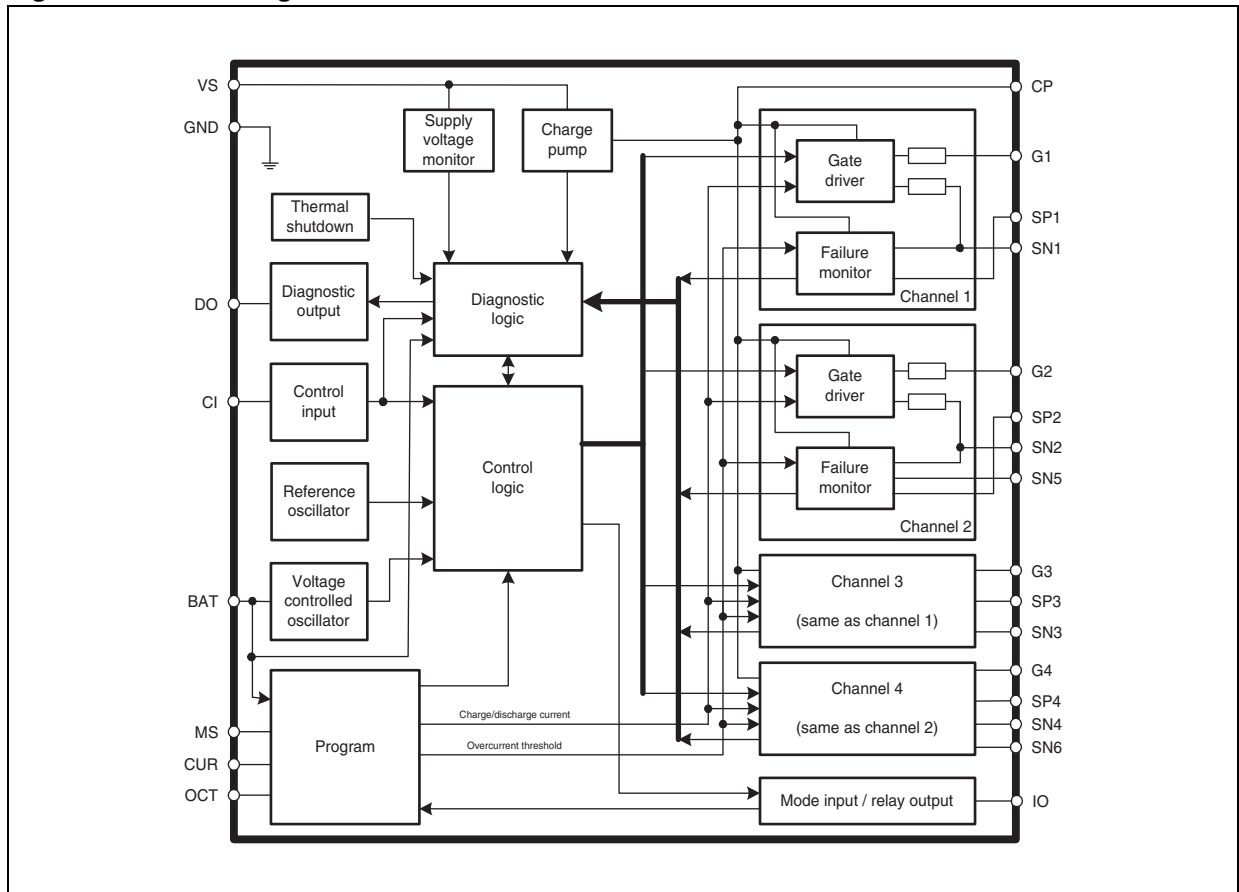 VS
GND
DO
CI
BAT
MS
CUR
OCT
Supply
voltage
monitor
Charge
pump
Thermal
shutdown
Diagnostic
output
Diagnostic
logic
Control
input
Control
logic
Reference
oscillator
Voltage
controlled
oscillator
Program
Charge/discharge current
Overcurrent threshold
Gate
driver
Failure
monitor
Channel 1
Gate
driver
Failure
monitor
Channel 2
Channel 3
(same as channel 1)
Channel 4
(same as channel 2)
Mode input / relay output
CP
G1
SP1
SN1
G2
SP2
SN2
SN5
G3
SP3
SN3
G4
SP4
SN4
SN6
IO